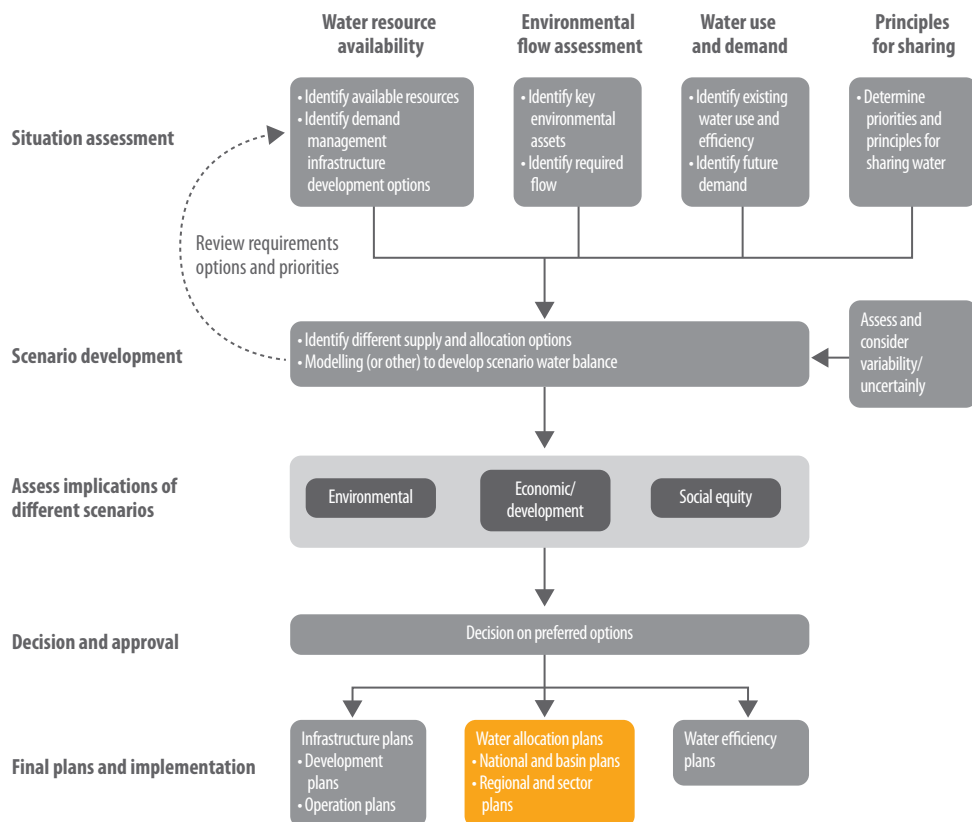 Water resource
availability
Environmental
flow assessment
Water use
and demand
Principles
for sharing
Situation assessment
• Identify available resources
• Identify demand
management
infrastructure
development options
• Identify key
environmental
assets
• Identify required
flow
• Identify existing
water use and
efficiency
• Identify future
demand
• Determine
priorities and
principles for
sharing water
Review requirements
options and priorities
Scenario development
• Identify different supply and allocation options
• Modelling (or other) to develop scenario water balance
Assess and
consider
variability/
uncertainly
Assess implications of
different scenarios
Environmental
Economic/
development
Social equity
Decision and approval
Decision on preferred options
Final plans and implementation
Infrastructure plans
• Development
plans
• Operation plans
Water allocation plans
• National and basin plans
• Regional and sector
plans
Water efficiency
plans